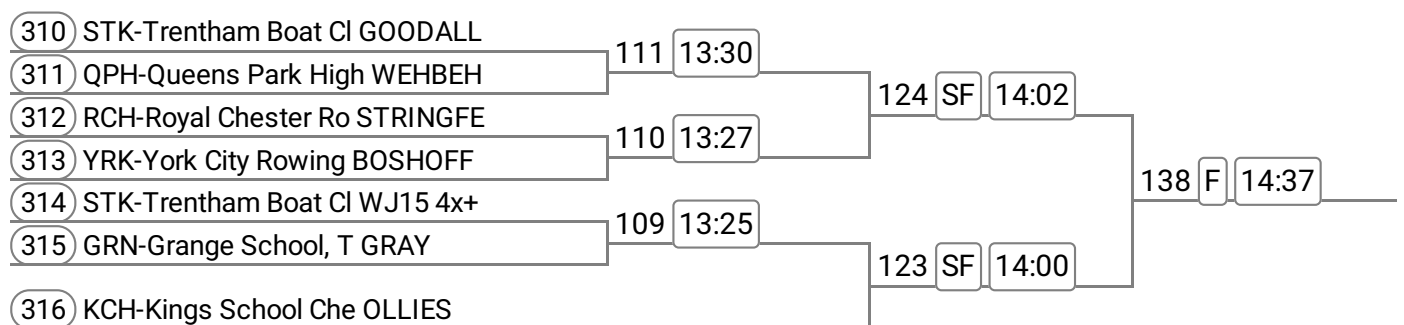 310 STK-Trentham Boat Cl GOODALL
111 13:30
311 QPH-Queens Park High WEHBEH
124 SF 14:02
312 RCH-Royal Chester Ro STRINGFE
110 13:27
313 YRK-York City Rowing BOSHOFF
138 F 14:37
314 STK-Trentham Boat Cl WJ15 4x+
109 13:25
315 GRN-Grange School, T GRAY
123 SF 14:00
316 KCH-Kings School Che OLLIES